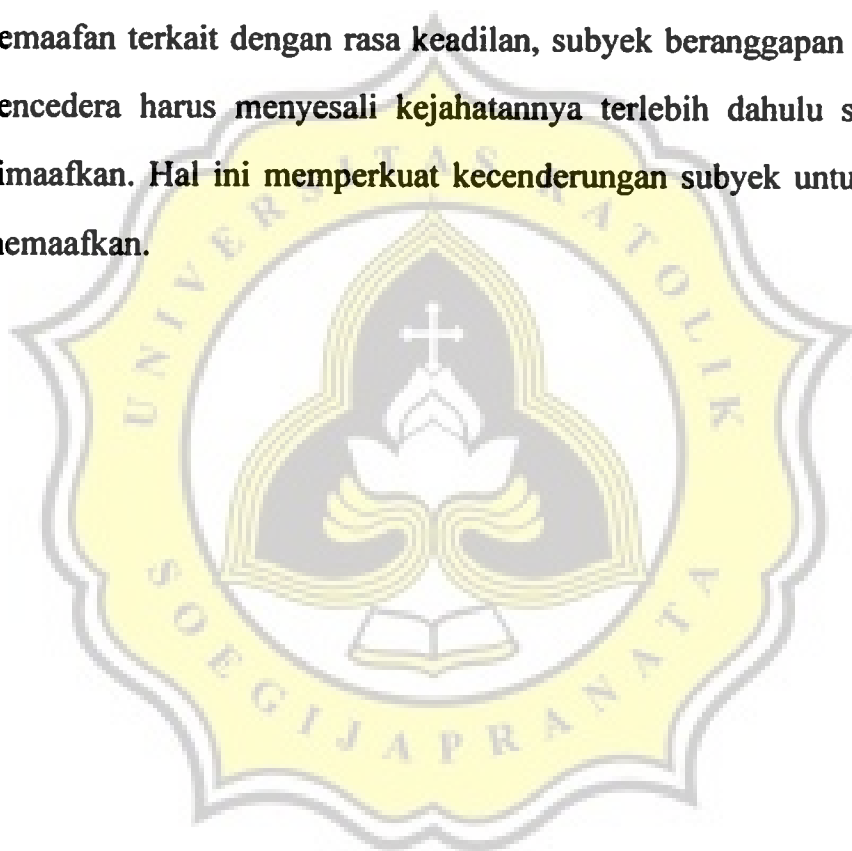 emaafan terkait dengan rasa keadilan, subyek beranggapan
encedera harus menyesali kejahatannya terlebih dahulu s
imaafkan. Hal ini memperkuat kecenderungan subyek untu
nemaafkan.
UNIVERSITAS KATOLIK
SOEGIJAPRANATA